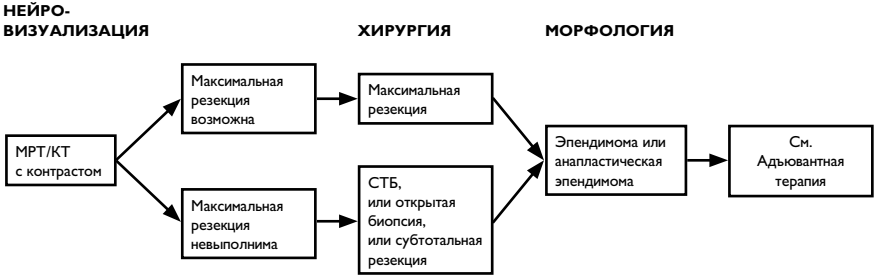 НЕЙРО-
ВИЗУАЛИЗАЦИЯ
ХИРУРГИЯ
МОРФОЛОГИЯ
МРТ/КТ
с контрастом
Максимальная
резекция
возможна
Максимальная
резекция
невыполнима
Максимальная
резекция
СТБ,
или открытая
биопсия,
или субтотальная
резекция
Эпендимома или
анапластическая
эпендимома
См.
Адъювантная
терапия